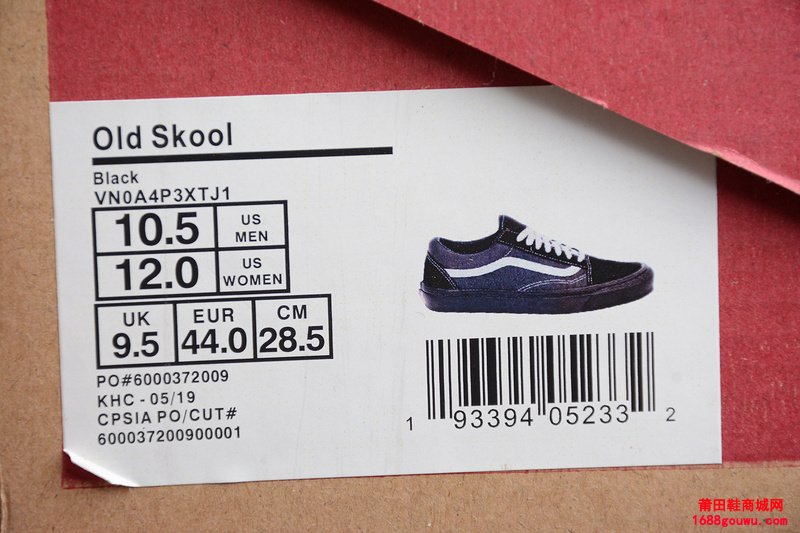 Old Skool
Black
VN0A4P3XTJ1
10.5 US MEN
12.0 US WOMEN
UK EUR CM
9.5 44.0 28.5
PO#6000372009
KHC - 05/19
CPSIA PO/CUT#
600037200900001
1 93394 05233 2
莆田鞋商城网
1688gouwu.com